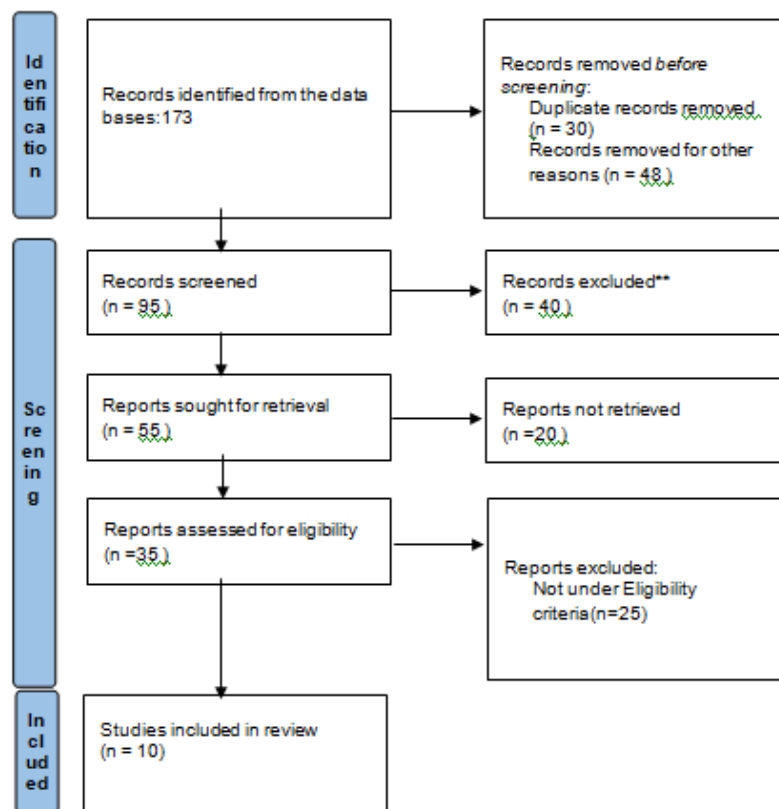 Id
en
tifi
ca
tio
n
Records identified from the data
bases:173
Records removed before
screening:
Duplicate records removed
(n = 30)
Records removed for other
reasons (n = 48 )
Sc
re
en
in
g
Records screened
(n = 95 )
Records excluded**
(n = 40 )
Reports sought for retrieval
(n = 55 )
Reports not retrieved
(n =20 )
Reports assessed for eligibility
(n =35 )
Reports excluded:
Not under Eligibility
criteria(n=25)
In
cl
ud
ed
Studies included in review
(n = 10)